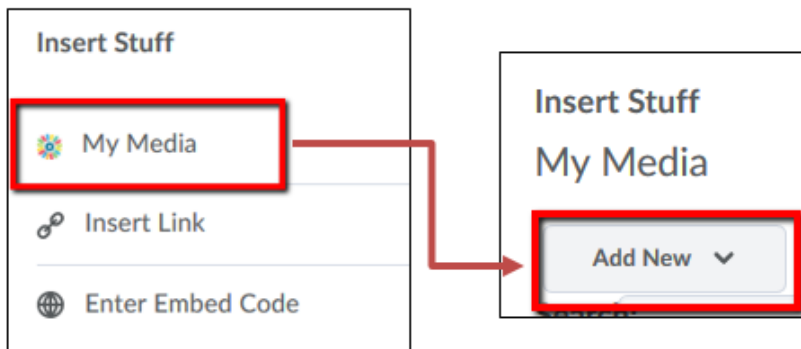 Insert Stuff
My Media
Insert Link
Enter Embed Code
Insert Stuff
My Media
Add New